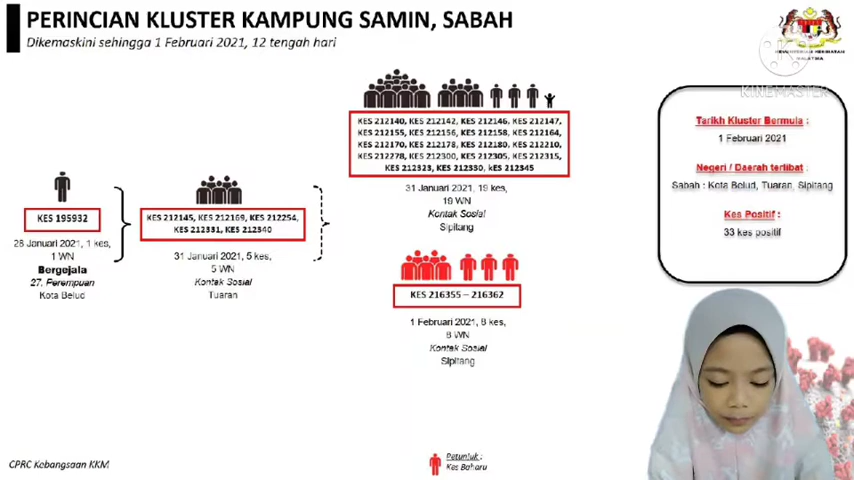 PERINCIAN KLUSTER KAMPUNG SAMIN, SABAH
Dikemaskini sehingga 1 Februari 2021, 12 tengah hari
KES 195932
28 Januari 2021, 1 kes,
1 WN
Bergejala
27, Perempuan
Kota Belud
KES 212145, KES 212169, KES 212254,
KES 212331, KES 212340
31 Januari 2021, 5 kes,
5 WN
Kontak Sosial
Tuaran
KES 212140, KES 212142, KES 212146, KES 212147,
KES 212155, KES 212156, KES 212158, KES 212164,
KES 212170, KES 212178, KES 212180, KES 212210,
KES 212278, KES 212300, KES 212305, KES 212315,
KES 212323, KES 212330, KES 212345
31 Januari 2021, 19 kes,
19 WN
Kontak Sosial
Sipitang
KES 216355 – 216362
1 Februari 2021, 8 kes,
8 WN
Kontak Sosial
Sipitang
KINEMASTER
Tarikh Kluster Bermula :
1 Februari 2021
Negeri / Daerah terlibat :
Sabah : Kota Belud, Tuaran, Sipitang
Kes Positif :
33 kes positif
CPRC Kebangsaan KKM
Petunjuk :
Kes Baharu